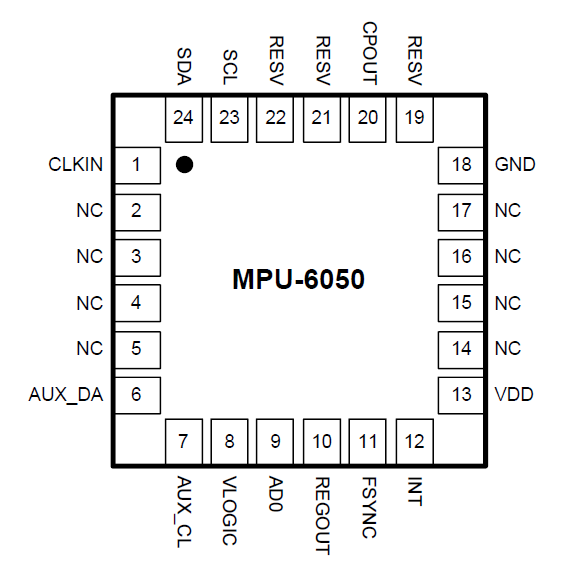 SDA SCL RESV RESV CPOUT RESV
24 23 22 21 20 19
CLKIN 1 18 GND
NC 2 17 NC
NC 3 16 NC
MPU-6050
NC 4 15 NC
NC 5 14 NC
AUX_DA 6 13 VDD
7 8 9 10 11 12
AUX_CL VLOGIC AD0 REGOUT FSYNC INT